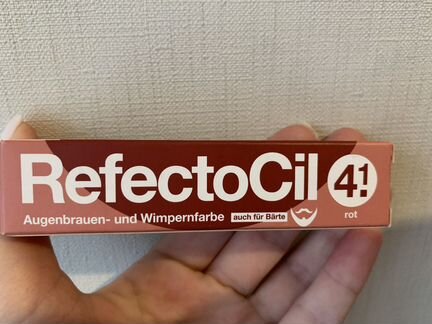 RefectoCil 4.1
Augenbrauen- und Wimpernfarbe auch für Bärte rot